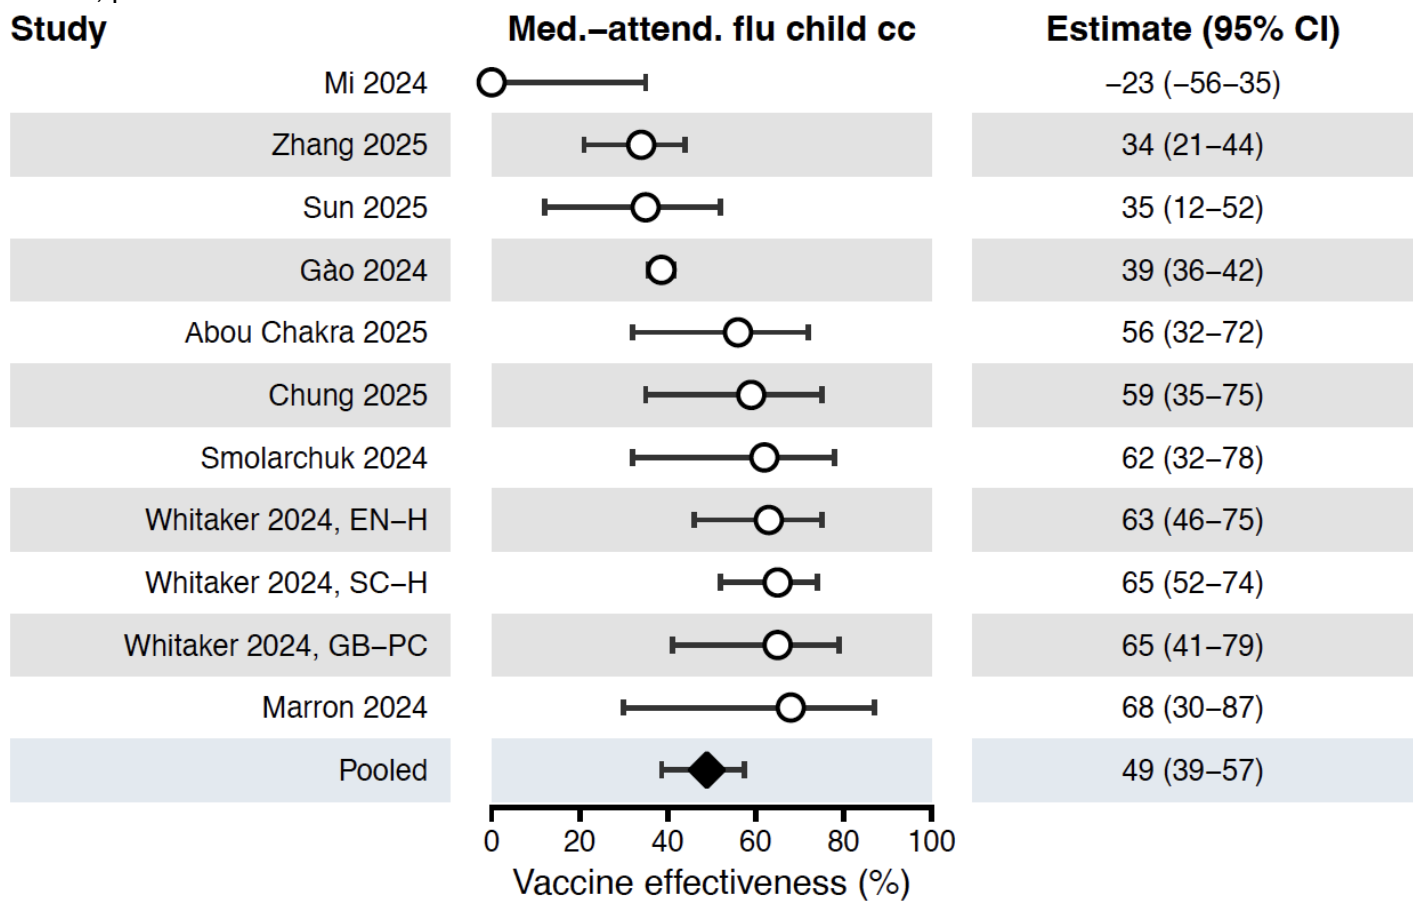 Study Med.–attend. flu child cc Estimate (95% CI)
Mi 2024 –23 (–56–35)
Zhang 2025 34 (21–44)
Sun 2025 35 (12–52)
Gào 2024 39 (36–42)
Abou Chakra 2025 56 (32–72)
Chung 2025 59 (35–75)
Smolarchuk 2024 62 (32–78)
Whitaker 2024, EN–H 63 (46–75)
Whitaker 2024, SC–H 65 (52–74)
Whitaker 2024, GB–PC 65 (41–79)
Marron 2024 68 (30–87)
Pooled 49 (39–57)
0 20 40 60 80 100
Vaccine effectiveness (%)